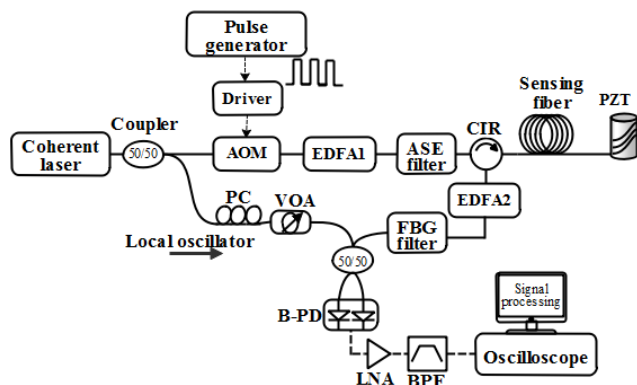 Pulse
generator
Driver
Sensing
fiber
PZT
Coupler
CIR
Coherent
laser
50/50
AOM
EDFA1
ASE
filter
PC
VOA
EDFA2
FBG
filter
Local oscillator
50/50
B-PD
Signal
processing
LNA
BPF
Oscilloscope